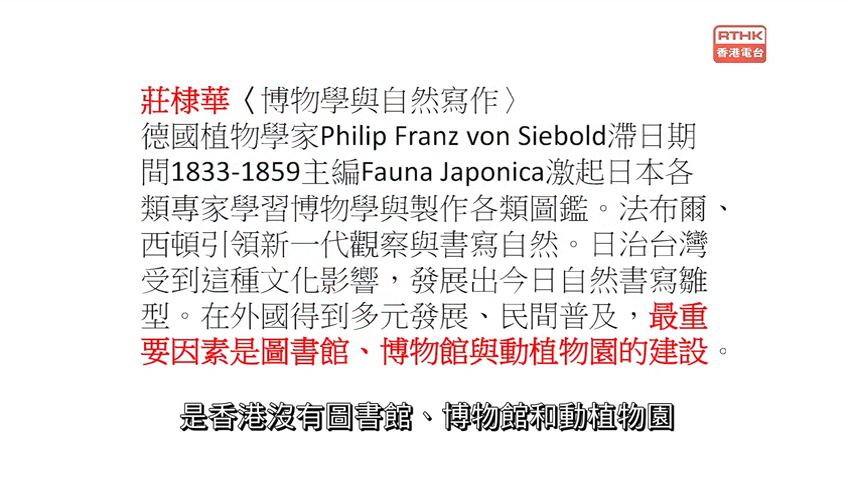 RTHK
香港電台
莊棣華〈博物學與自然寫作〉
德國植物學家Philip Franz von Siebold滯日期
間1833-1859主編Fauna Japonica激起日本各
類專家學習博物學與製作各類圖鑑。法布爾、
西頓引領新一代觀察與書寫自然。日治台灣
受到這種文化影響，發展出今日自然書寫雛
型。在外國得到多元發展、民間普及，最重
要因素是圖書館、博物館與動植物園的建設。
是香港沒有圖書館、博物館和動植物園